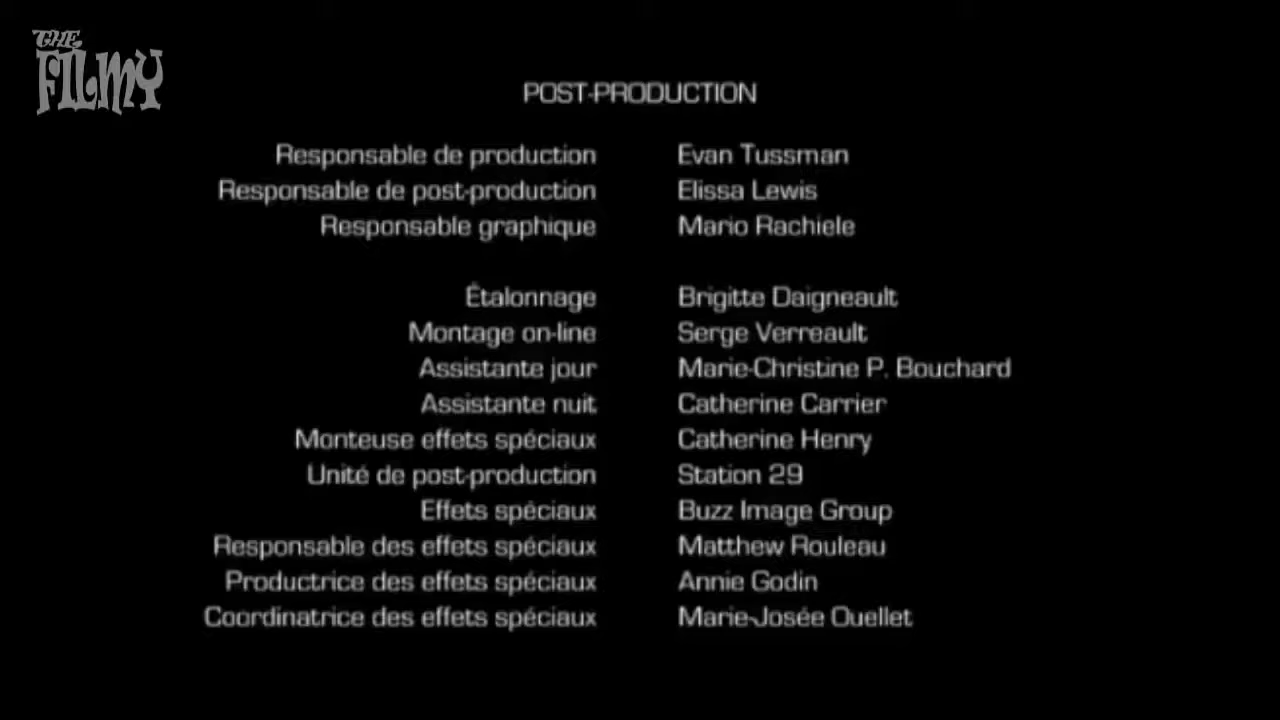 THE
FILMY
POST-PRODUCTION
Responsable de production Evan Tussman
Responsable de post-production Elissa Lewis
Responsable graphique Mario Rachiele
Étalonnage Brigitte Daigneault
Montage on-line Serge Verreault
Assistante jour Marie-Christine P. Bouchard
Assistante nuit Catherine Carrier
Monteuse effets spéciaux Catherine Henry
Unité de post-production Station 29
Effets spéciaux Buzz Image Group
Responsable des effets spéciaux Matthew Rouleau
Productrice des effets spéciaux Annie Godin
Coordinatrice des effets spéciaux Marie-Josée Ouellet